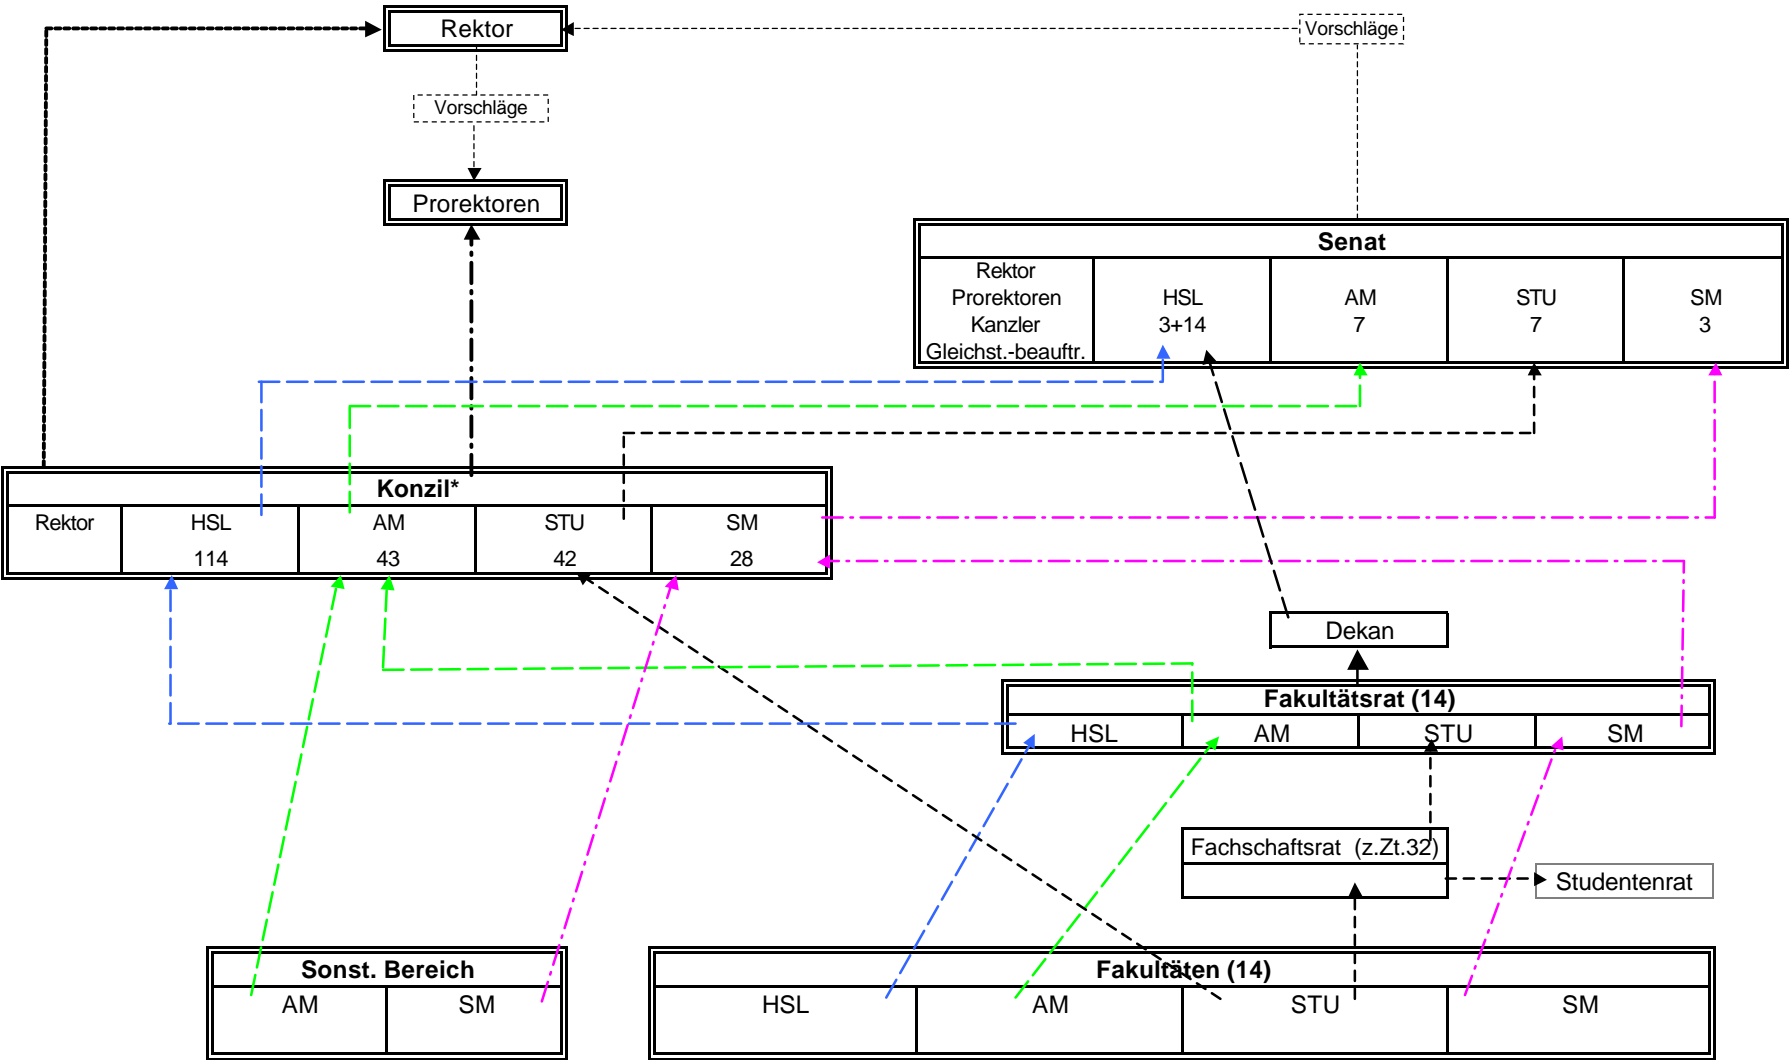 Rektor
Vorschläge
Vorschläge
Prorektoren
Senat
Rektor
Prorektoren
Kanzler
Gleichst.-beauftr.
HSL
3+14
AM
7
STU
7
SM
3
Konzil*
Rektor
HSL
114
AM
43
STU
42
SM
28
Dekan
Fakultätsrat (14)
HSL
AM
STU
SM
Fachschaftsrat (z.Zt.32)
Studentenrat
Sonst. Bereich
AM
SM
Fakultäten (14)
HSL
AM
STU
SM